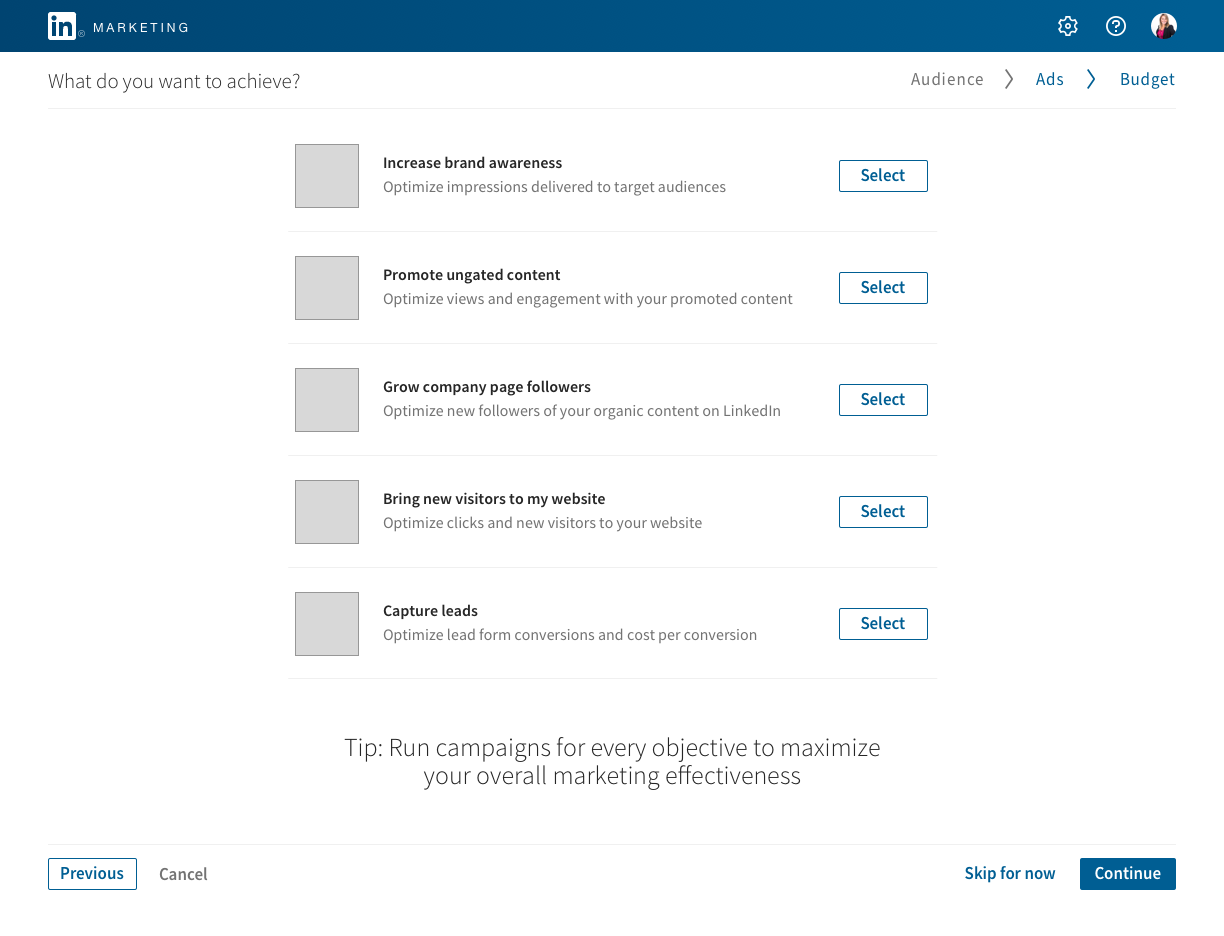 in® MARKETING
What do you want to achieve?
Audience Ads Budget
Increase brand awareness
Optimize impressions delivered to target audiences
Select
Promote ungated content
Optimize views and engagement with your promoted content
Select
Grow company page followers
Optimize new followers of your organic content on LinkedIn
Select
Bring new visitors to my website
Optimize clicks and new visitors to your website
Select
Capture leads
Optimize lead form conversions and cost per conversion
Select
Tip: Run campaigns for every objective to maximize
your overall marketing effectiveness
Previous Cancel Skip for now Continue